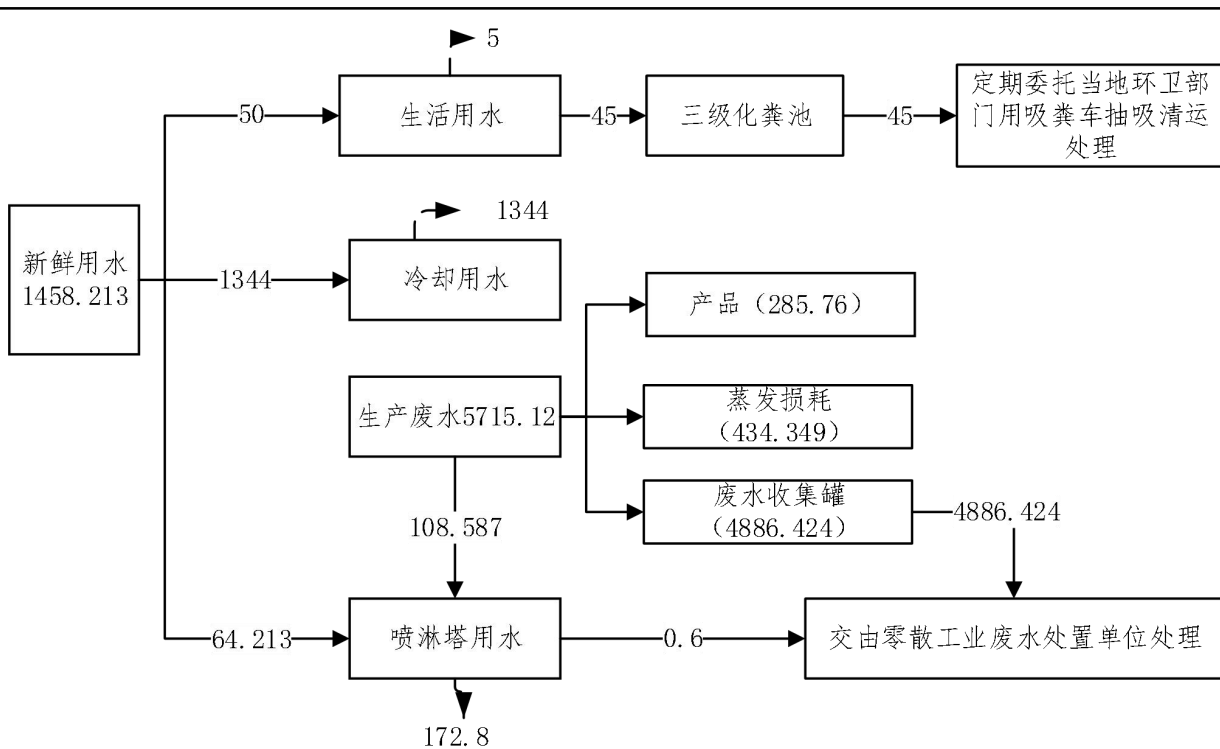 5
50
生活用水
45
三级化粪池
45
定期委托当地环卫部
门用吸粪车抽吸清运
处理
新鲜用水
1458.213
1344
1344
冷却用水
产品（285.76）
生产废水5715.12
蒸发损耗
（434.349）
废水收集罐
（4886.424）
4886.424
108.587
64.213
喷淋塔用水
0.6
交由零散工业废水处置单位处理
172.8